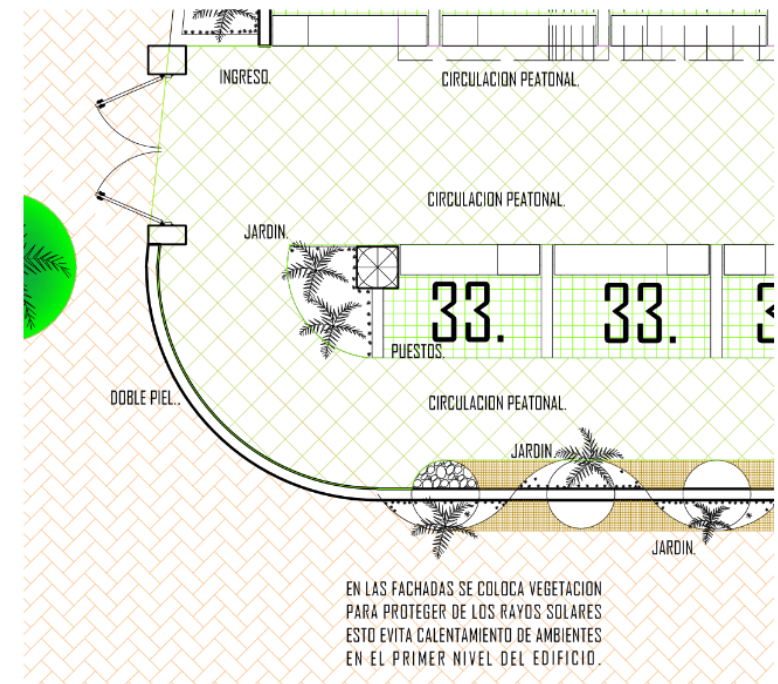 INGRESO.
CIRCULACION PEATONAL.
CIRCULACION PEATONAL.
JARDIN.
33.
33.
PUESTOS.
DOBLE PIEL..
CIRCULACION PEATONAL.
JARDIN.
JARDIN.
EN LAS FACHADAS SE COLOCA VEGETACION
PARA PROTEGER DE LOS RAYOS SOLARES
ESTO EVITA CALENTAMIENTO DE AMBIENTES
EN EL PRIMER NIVEL DEL EDIFICIO.